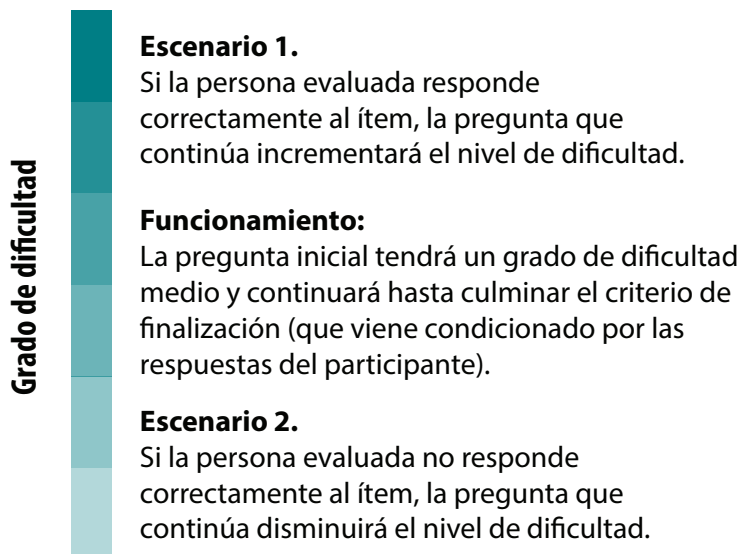 Grado de dificultad
Escenario 1.
Si la persona evaluada responde
correctamente al ítem, la pregunta que
continúa incrementará el nivel de dificultad.
Funcionamiento:
La pregunta inicial tendrá un grado de dificultad
medio y continuará hasta culminar el criterio de
finalización (que viene condicionado por las
respuestas del participante).
Escenario 2.
Si la persona evaluada no responde
correctamente al ítem, la pregunta que
continúa disminuirá el nivel de dificultad.